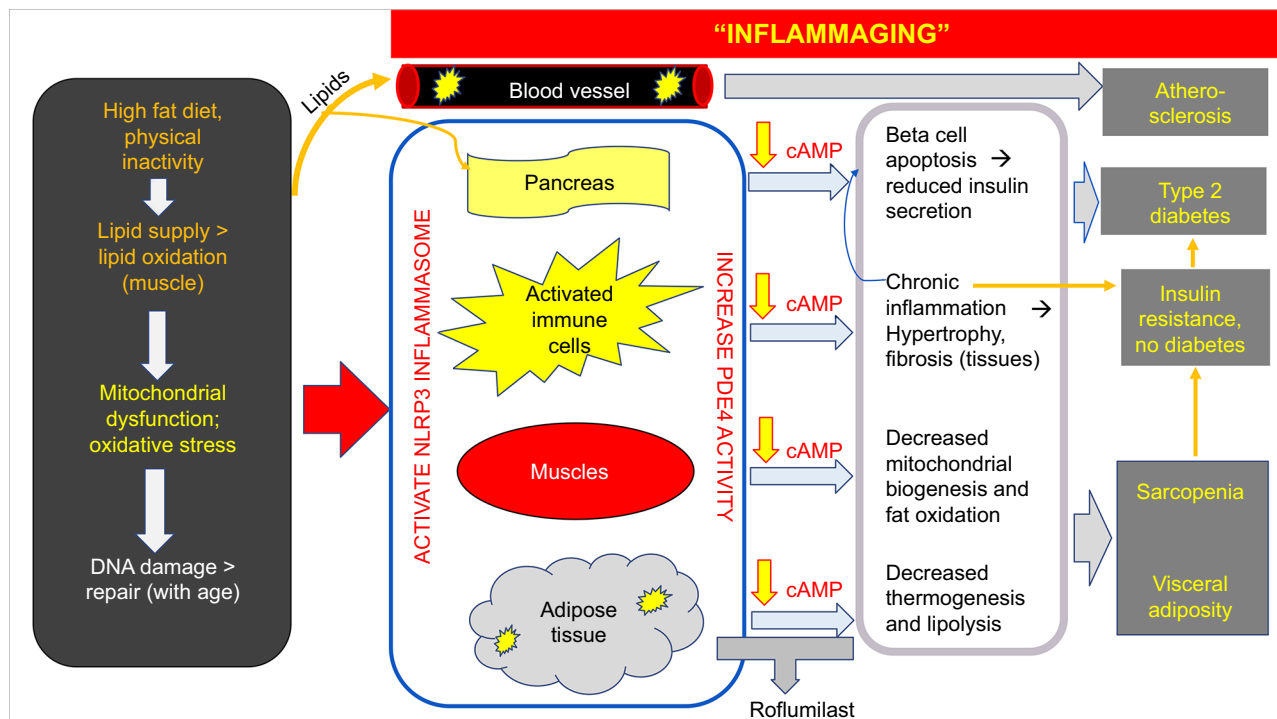 “INFLAMMAGING”
High fat diet,
physical
inactivity
Lipid supply >
lipid oxidation
(muscle)
Mitochondrial
dysfunction;
oxidative stress
DNA damage >
repair (with age)
Lipids
Blood vessel
ACTIVATE NLRP3 INFLAMMASOME
Pancreas
Activated
immune
cells
Muscles
Adipose
tissue
INCREASE PDE4 ACTIVITY
cAMP
cAMP
cAMP
cAMP
Roflumilast
Beta cell
apoptosis →
reduced insulin
secretion
Chronic
inflammation →
Hypertrophy,
fibrosis (tissues)
Decreased
mitochondrial
biogenesis and
fat oxidation
Decreased
thermogenesis
and lipolysis
Athero-
sclerosis
Type 2
diabetes
Insulin
resistance,
no diabetes
Sarcopenia
Visceral
adiposity